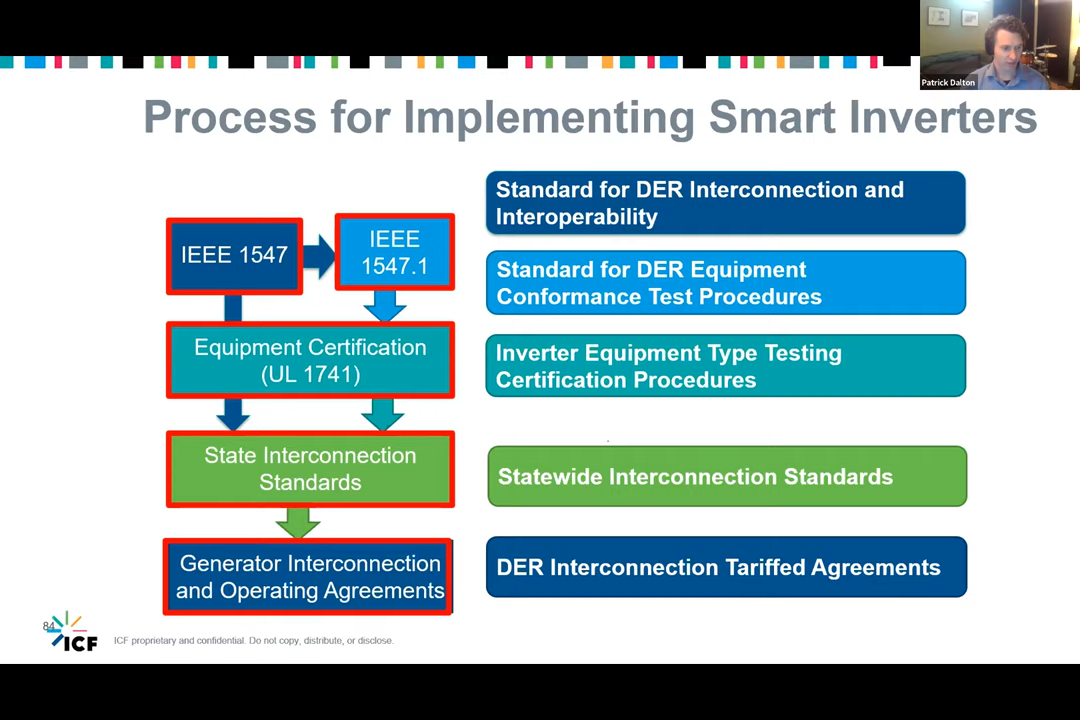 Patrick Dalton
Process for Implementing Smart Inverters
IEEE 1547
IEEE
1547.1
Equipment Certification
(UL 1741)
State Interconnection
Standards
Generator Interconnection
and Operating Agreements
Standard for DER Interconnection and
Interoperability
Standard for DER Equipment
Conformance Test Procedures
Inverter Equipment Type Testing
Certification Procedures
Statewide Interconnection Standards
DER Interconnection Tariffed Agreements
84
ICF
ICF proprietary and confidential. Do not copy, distribute, or disclose.